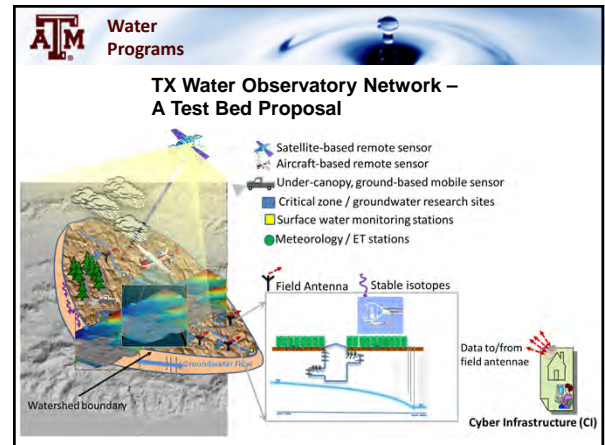 ĀM
Water
Programs
TX Water Observatory Network –
A Test Bed Proposal
Satellite-based remote sensor
Aircraft-based remote sensor
Under-canopy, ground-based mobile sensor
Critical zone / groundwater research sites
Surface water monitoring stations
Meteorology / ET stations
Field Antenna
Stable isotopes
Data to/from
field antennae
Groundwater Flow
Watershed boundary
Cyber Infrastructure (CI)